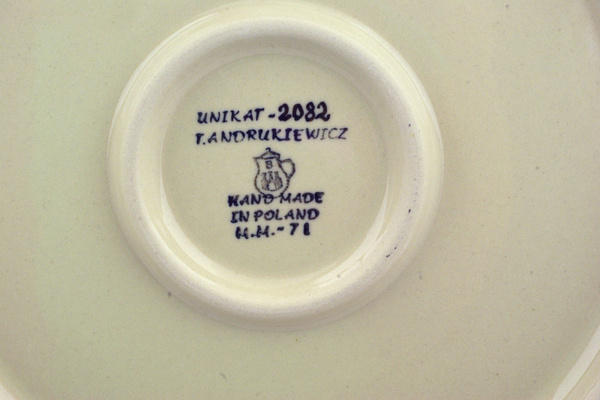 UNIKAT-2082
T.ANDRUKIEWICZ
B
HAND MADE
IN POLAND
H.H.-71